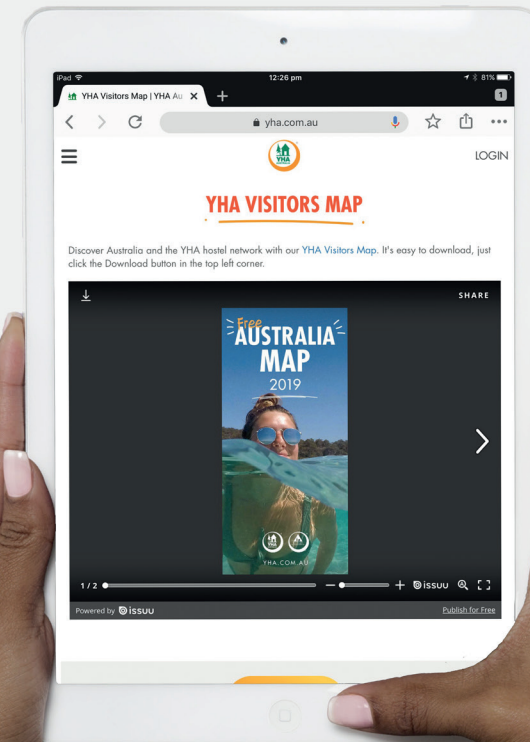 iPad 12:26 pm 81%
YHA Visitors Map | YHA Au 1
yha.com.au
YHA
LOGIN
YHA VISITORS MAP
Discover Australia and the YHA hostel network with our YHA Visitors Map. It's easy to download, just
click the Download button in the top left corner.
SHARE
Free
AUSTRALIA
MAP
2019
YHA
YHA.COM.AU
1 / 2 issuu
Powered by issuu Publish for Free